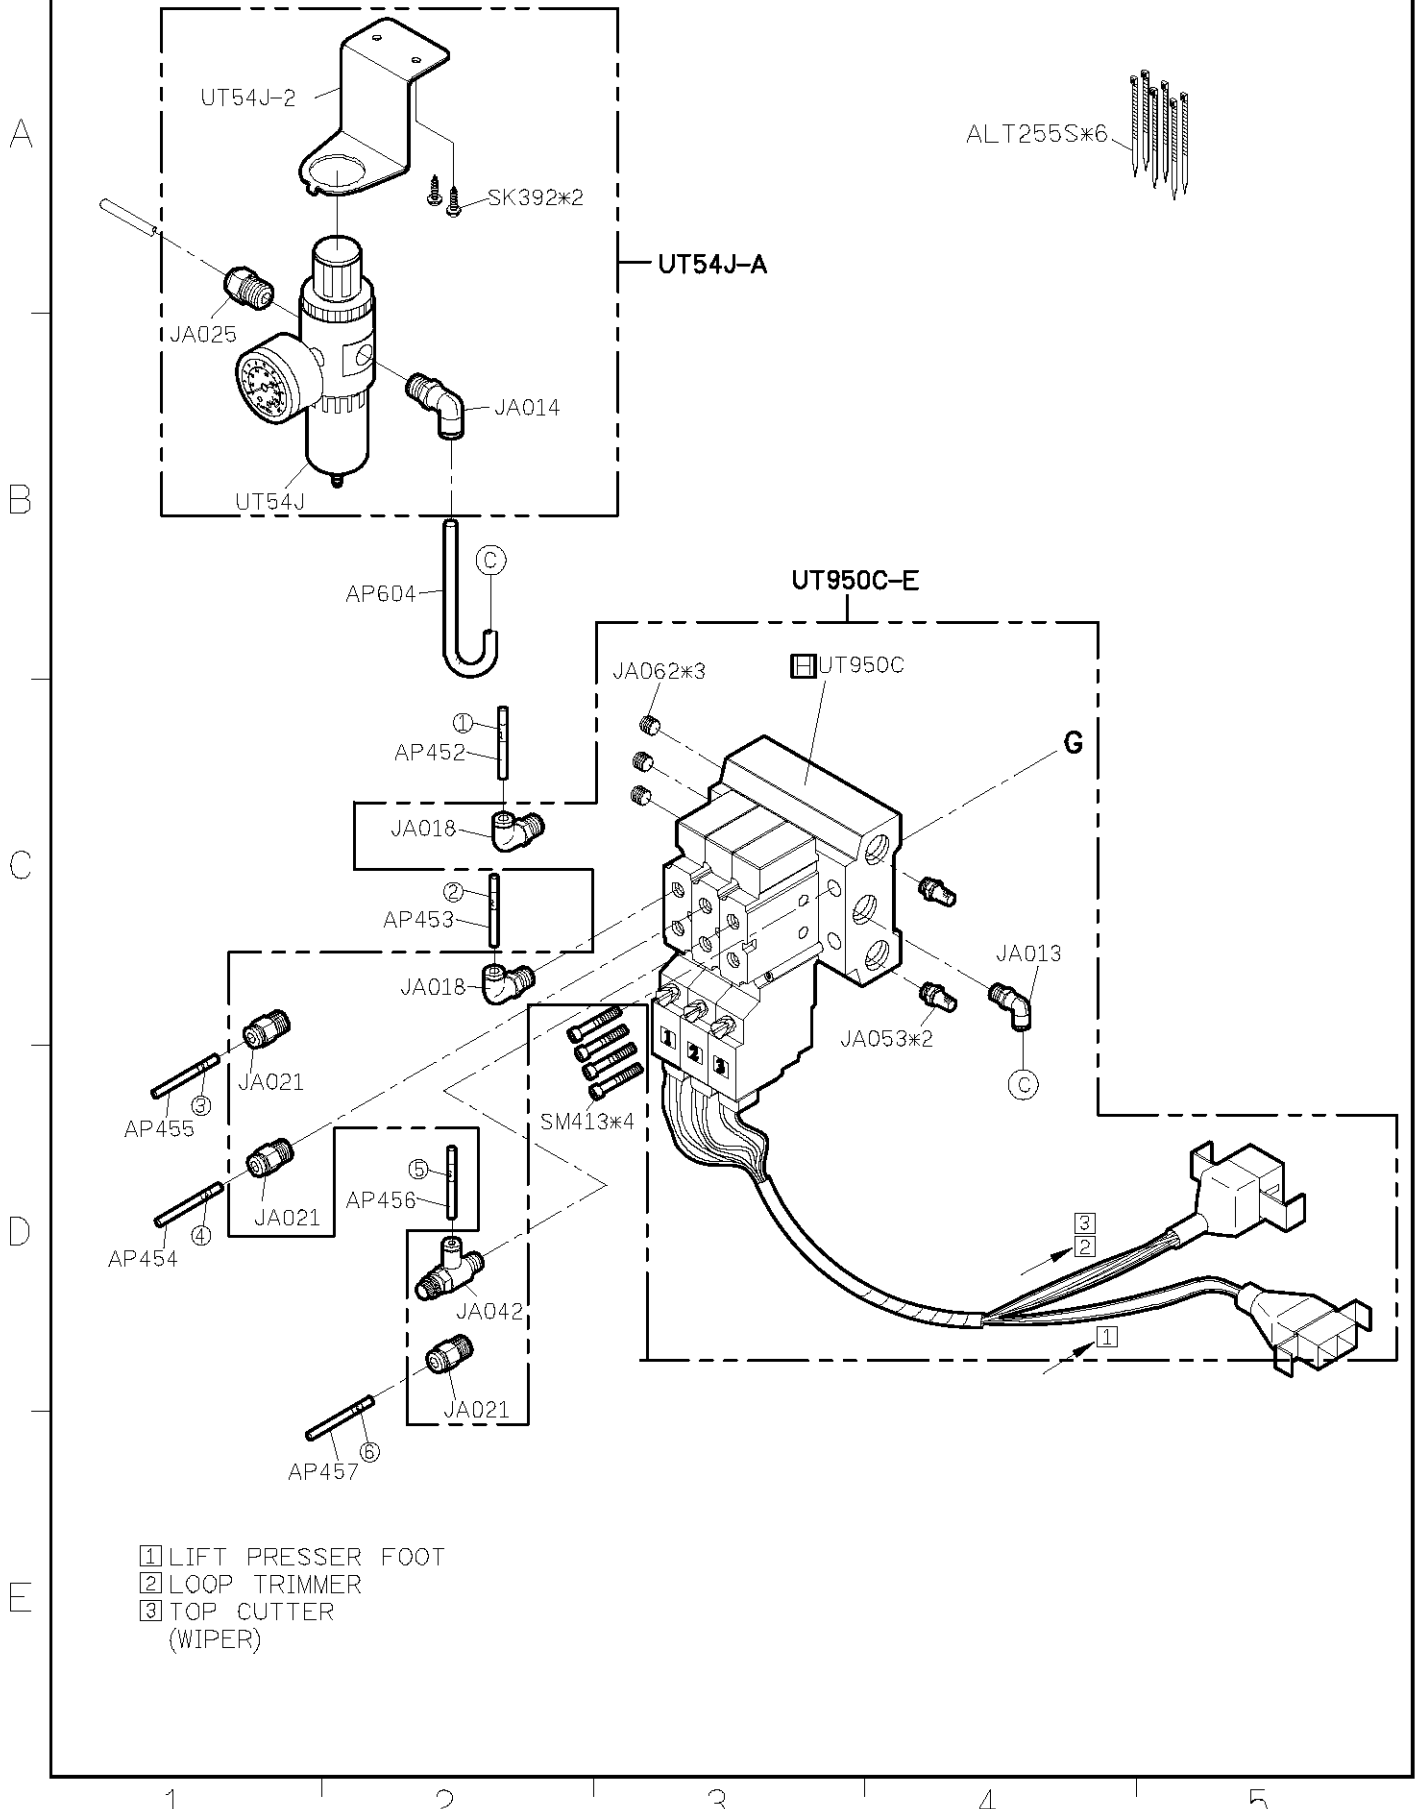 A
UT54J-2
ALT255S*6
SK392*2
UT54J-A
JA025
JA014
B
UT54J
C
AP604
UT950C-E
JA062*3
H UT950C
1
AP452
G
JA018
C
2
AP453
JA018
JA013
JA053*2
1 2 3
JA021
3
AP455
C
SM413*4
5
AP456
JA021
4
AP454
D
3
2
JA042
1
JA021
6
AP457
1 LIFT PRESSER FOOT
2 LOOP TRIMMER
3 TOP CUTTER
(WIPER)
E
1 2 3 4 5